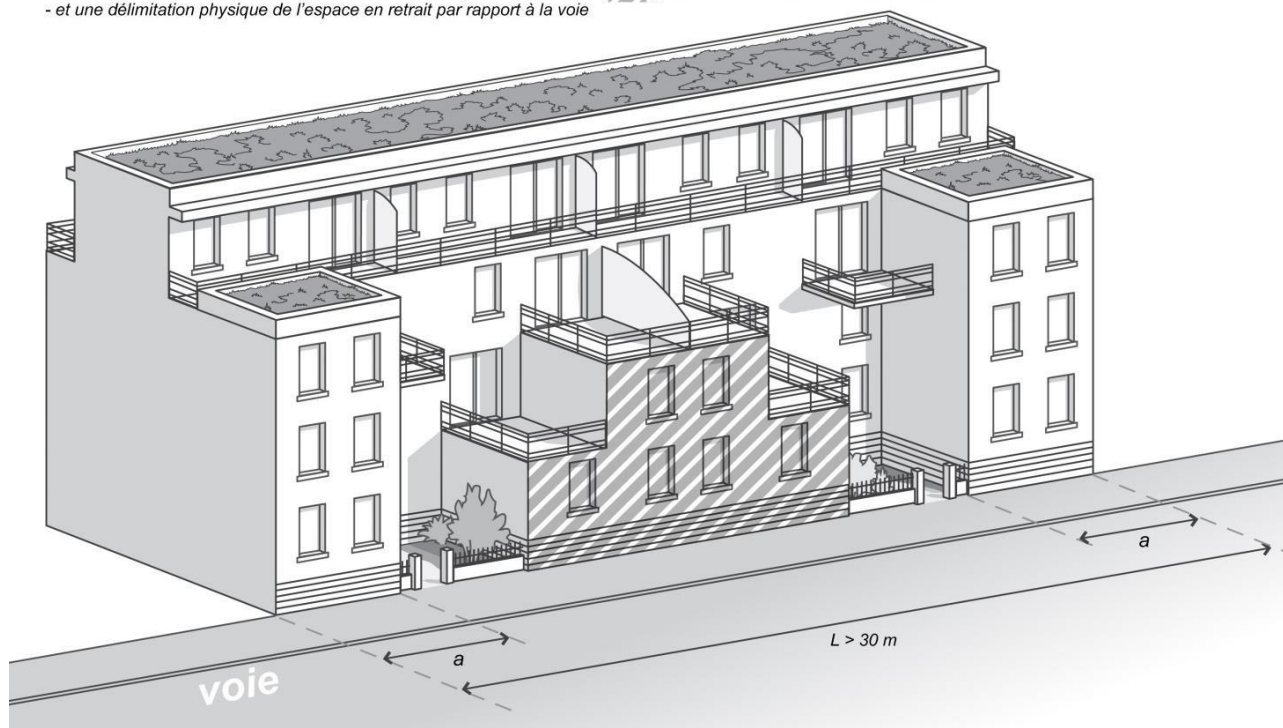 - et une délimitation physique de l'espace en retrait par rapport à la voie
a
a
L > 30 m
voie